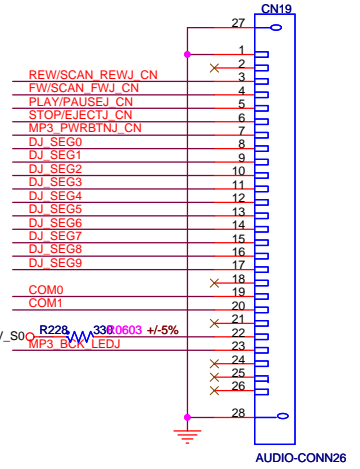 CN19
27
1
2
REW/SCAN_REWJ_CN 3
FW/SCAN_FWJ_CN 4
PLAY/PAUSEJ_CN 5
STOP/EJECTJ_CN 6
MP3_PWRBTNJ_CN 7
DJ_SEG0 8
DJ_SEG1 9
DJ_SEG2 10
DJ_SEG3 11
DJ_SEG4 12
DJ_SEG5 13
DJ_SEG6 14
DJ_SEG7 15
DJ_SEG8 16
DJ_SEG9 17
18
COM0 19
COM1 20
21
_S0 R228 330 R0603 +/-5% 22
MP3_BCK_LEDJ 23
24
25
26
28
AUDIO-CONN26